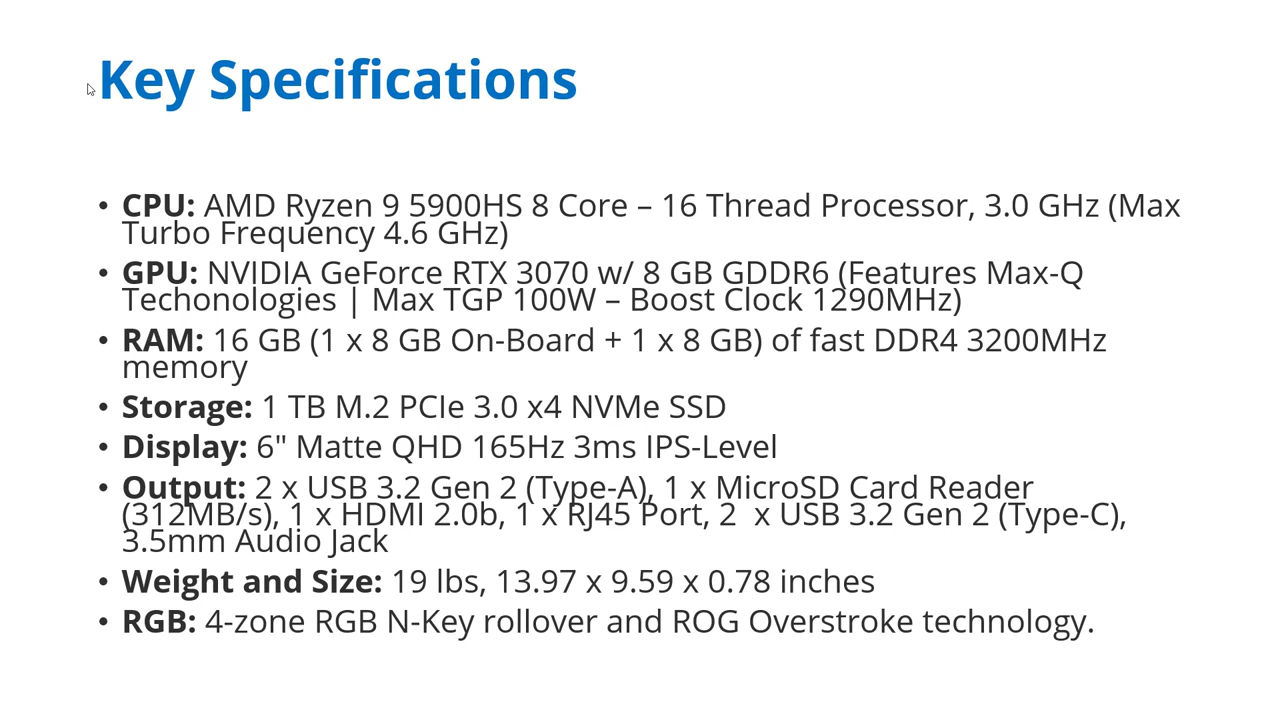 Key Specifications
• CPU: AMD Ryzen 9 5900HS 8 Core – 16 Thread Processor, 3.0 GHz (Max
Turbo Frequency 4.6 GHz)
• GPU: NVIDIA GeForce RTX 3070 w/ 8 GB GDDR6 (Features Max-Q
Techonologies | Max TGP 100W – Boost Clock 1290MHz)
• RAM: 16 GB (1 x 8 GB On-Board + 1 x 8 GB) of fast DDR4 3200MHz
memory
• Storage: 1 TB M.2 PCIe 3.0 x4 NVMe SSD
• Display: 6" Matte QHD 165Hz 3ms IPS-Level
• Output: 2 x USB 3.2 Gen 2 (Type-A), 1 x MicroSD Card Reader
(312MB/s), 1 x HDMI 2.0b, 1 x RJ45 Port, 2  x USB 3.2 Gen 2 (Type-C),
3.5mm Audio Jack
• Weight and Size: 19 lbs, 13.97 x 9.59 x 0.78 inches
• RGB: 4-zone RGB N-Key rollover and ROG Overstroke technology.